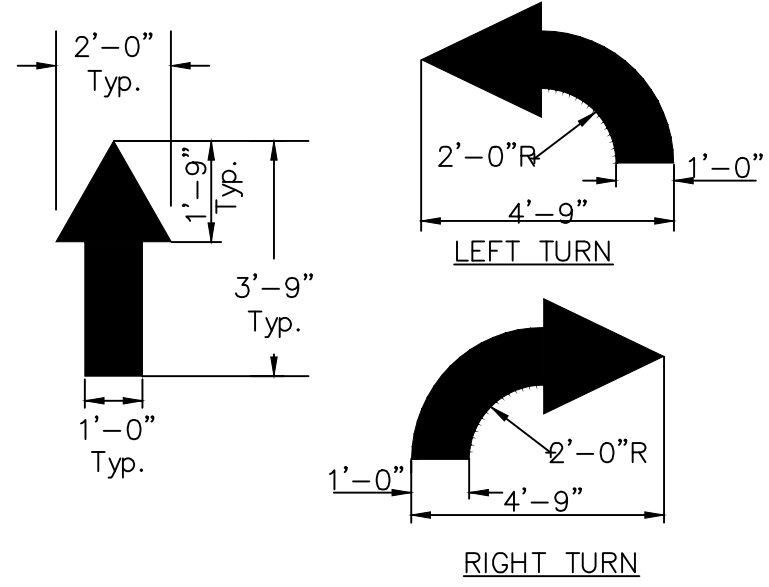 2’-0”
Typ.
1’-9”
Typ.
3’-9”
Typ.
1’-0”
Typ.
2’-0”R
1’-0”
4’-9”
LEFT TURN
2’-0”R
1’-0”
4’-9”
RIGHT TURN